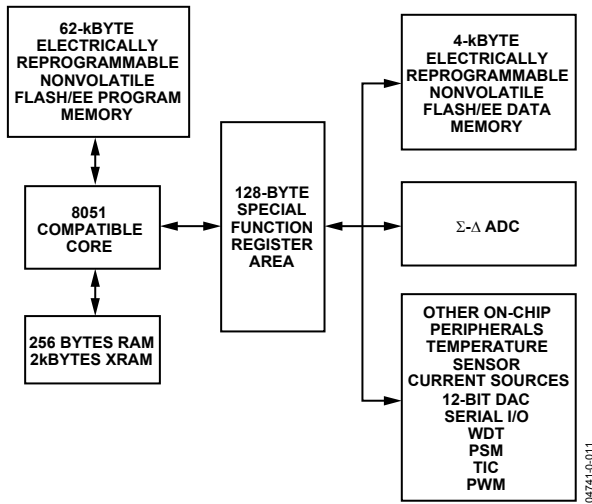 62-kBYTE
ELECTRICALLY
REPROGRAMMABLE
NONVOLATILE
FLASH/EE PROGRAM
MEMORY
8051
COMPATIBLE
CORE
256 BYTES RAM
2kBYTES XRAM
128-BYTE
SPECIAL
FUNCTION
REGISTER
AREA
4-kBYTE
ELECTRICALLY
REPROGRAMMABLE
NONVOLATILE
FLASH/EE DATA
MEMORY
Σ-Δ ADC
OTHER ON-CHIP
PERIPHERALS
TEMPERATURE
SENSOR
CURRENT SOURCES
12-BIT DAC
SERIAL I/O
WDT
PSM
TIC
PWM
04741-0-011